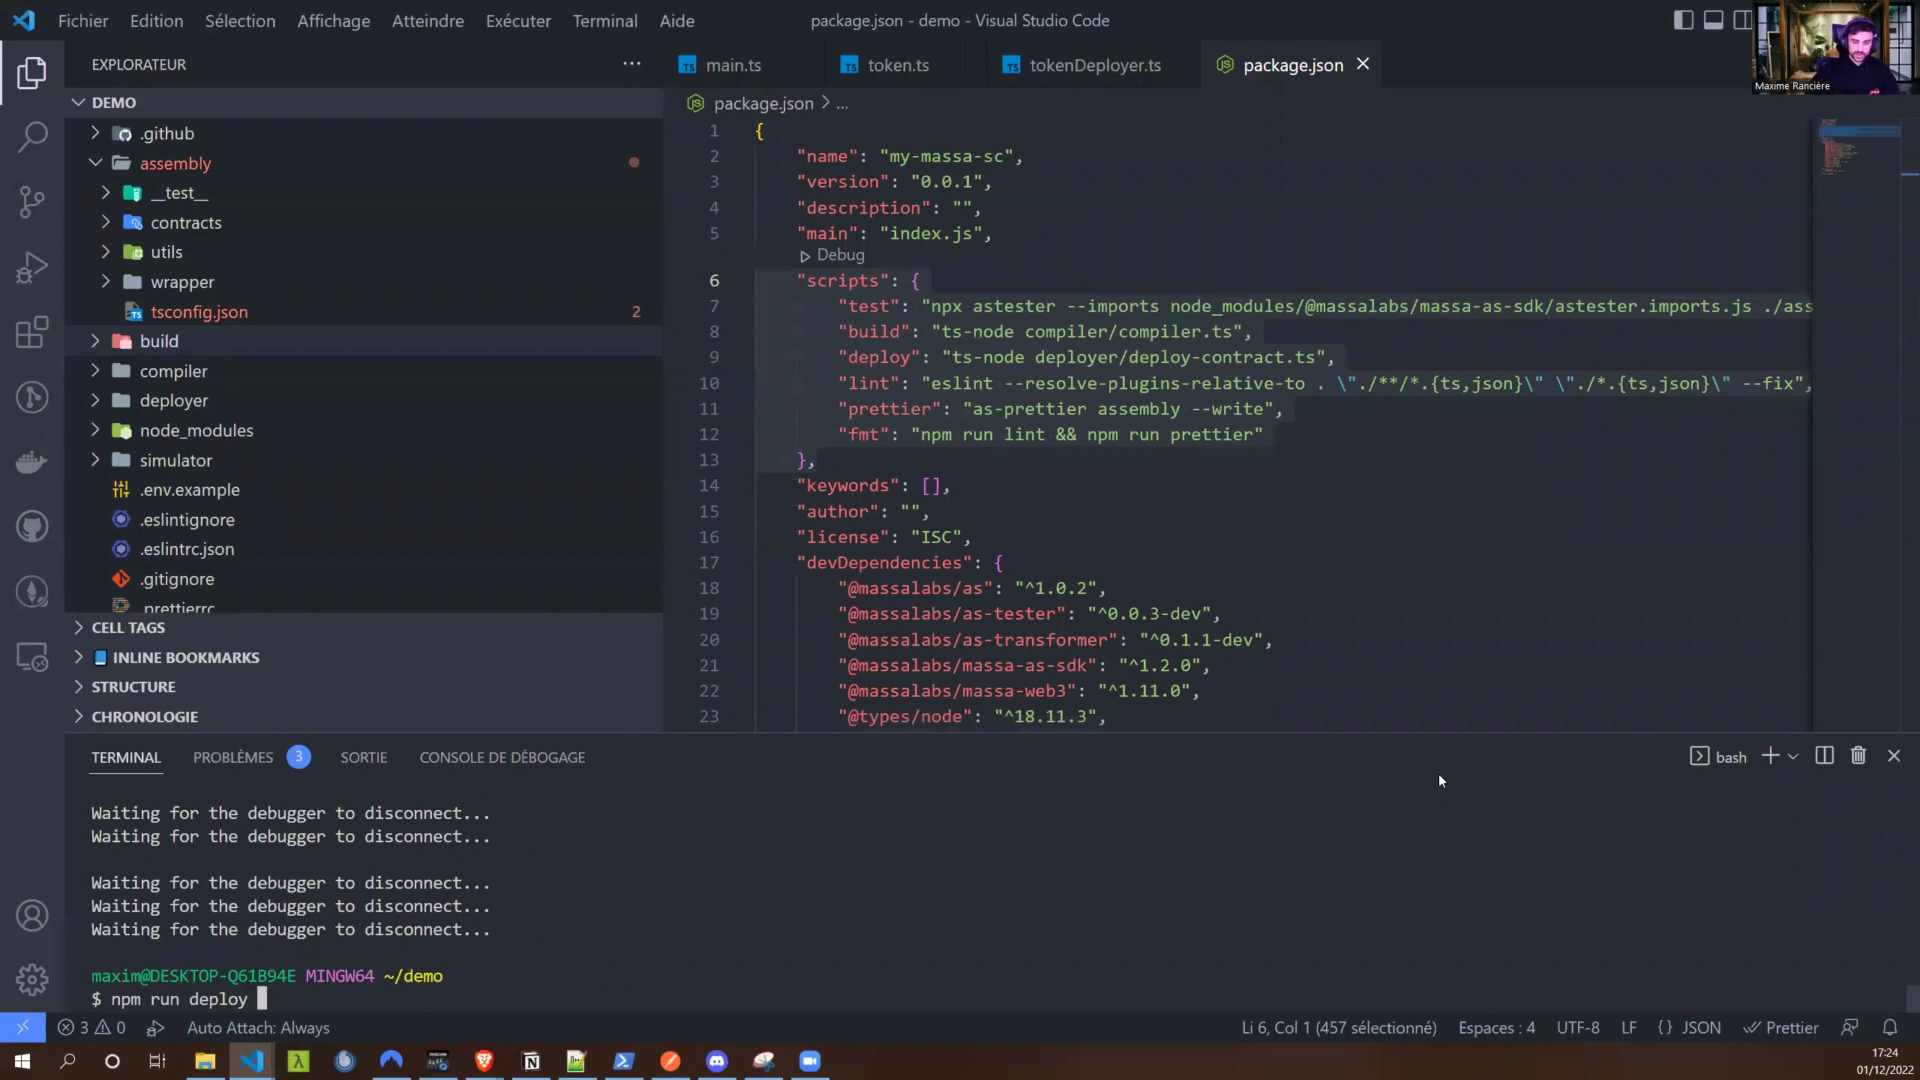 Fichier Edition Sélection Affichage Atteindre Exécuter Terminal Aide
package.json - demo - Visual Studio Code
Maxime Rancière
EXPLORATEUR
DEMO
.github
assembly
__test__
contracts
utils
wrapper
tsconfig.json 2
build
compiler
deployer
node_modules
simulator
.env.example
.eslintignore
.eslintrc.json
.gitignore
.prettierrc
CELL TAGS
INLINE BOOKMARKS
STRUCTURE
CHRONOLOGIE
main.ts token.ts tokenDeployer.ts package.json
package.json > ...
1 {
2 "name": "my-massa-sc",
3 "version": "0.0.1",
4 "description": "",
5 "main": "index.js",
Debug
6 "scripts": {
7 "test": "npx astester --imports node_modules/@massalabs/massa-as-sdk/astester.imports.js ./ass
8 "build": "ts-node compiler/compiler.ts",
9 "deploy": "ts-node deployer/deploy-contract.ts",
10 "lint": "eslint --resolve-plugins-relative-to . \"./**/*.{ts,json}\" \"./*.{ts,json}\" --fix",
11 "prettier": "as-prettier assembly --write",
12 "fmt": "npm run lint && npm run prettier"
13 },
14 "keywords": [],
15 "author": "",
16 "license": "ISC",
17 "devDependencies": {
18 "@massalabs/as": "^1.0.2",
19 "@massalabs/as-tester": "^0.0.3-dev",
20 "@massalabs/as-transformer": "^0.1.1-dev",
21 "@massalabs/massa-as-sdk": "^1.2.0",
22 "@massalabs/massa-web3": "^1.11.0",
23 "@types/node": "^18.11.3",
TERMINAL PROBLÈMES 3 SORTIE CONSOLE DE DÉBOGAGE
bash
Waiting for the debugger to disconnect...
Waiting for the debugger to disconnect...
Waiting for the debugger to disconnect...
Waiting for the debugger to disconnect...
Waiting for the debugger to disconnect...
maxim@DESKTOP-Q61B94E MINGW64 ~/demo
$ npm run deploy
3 0 Auto Attach: Always
Li 6, Col 1 (457 sélectionné) Espaces : 4 UTF-8 LF {} JSON Prettier
17:24
01/12/2022